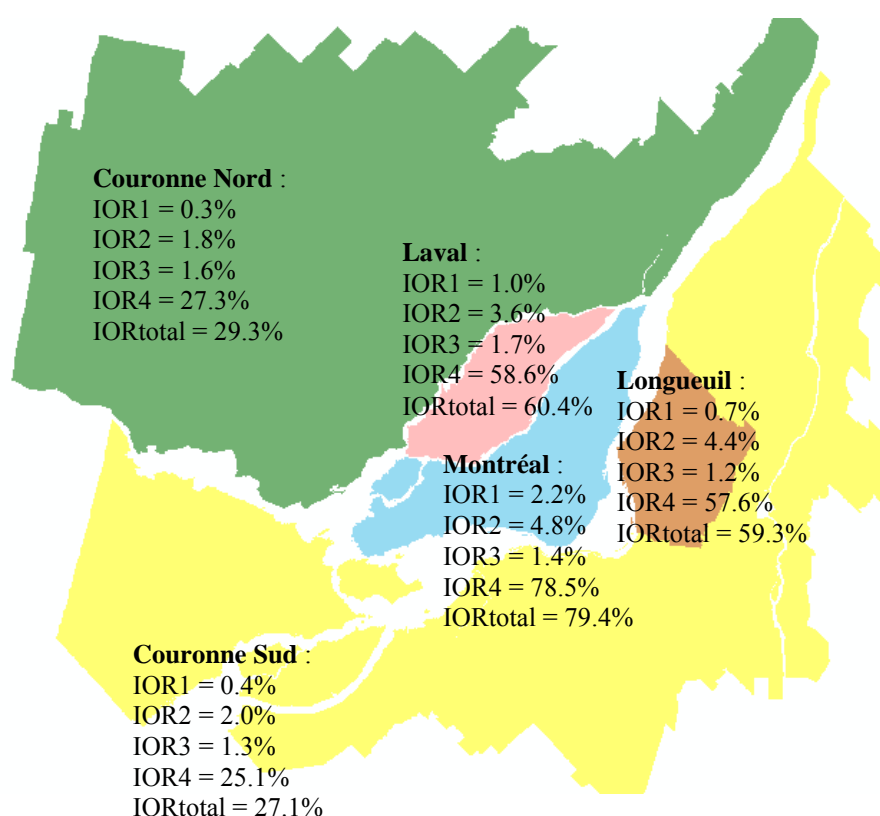 Couronne Nord :
IOR1 = 0.3%
IOR2 = 1.8%
IOR3 = 1.6%
IOR4 = 27.3%
IORtotal = 29.3%
Laval :
IOR1 = 1.0%
IOR2 = 3.6%
IOR3 = 1.7%
IOR4 = 58.6%
IORtotal = 60.4%
Longueuil :
IOR1 = 0.7%
IOR2 = 4.4%
IOR3 = 1.2%
IOR4 = 57.6%
IORtotal = 59.3%
Montréal :
IOR1 = 2.2%
IOR2 = 4.8%
IOR3 = 1.4%
IOR4 = 78.5%
IORtotal = 79.4%
Couronne Sud :
IOR1 = 0.4%
IOR2 = 2.0%
IOR3 = 1.3%
IOR4 = 25.1%
IORtotal = 27.1%